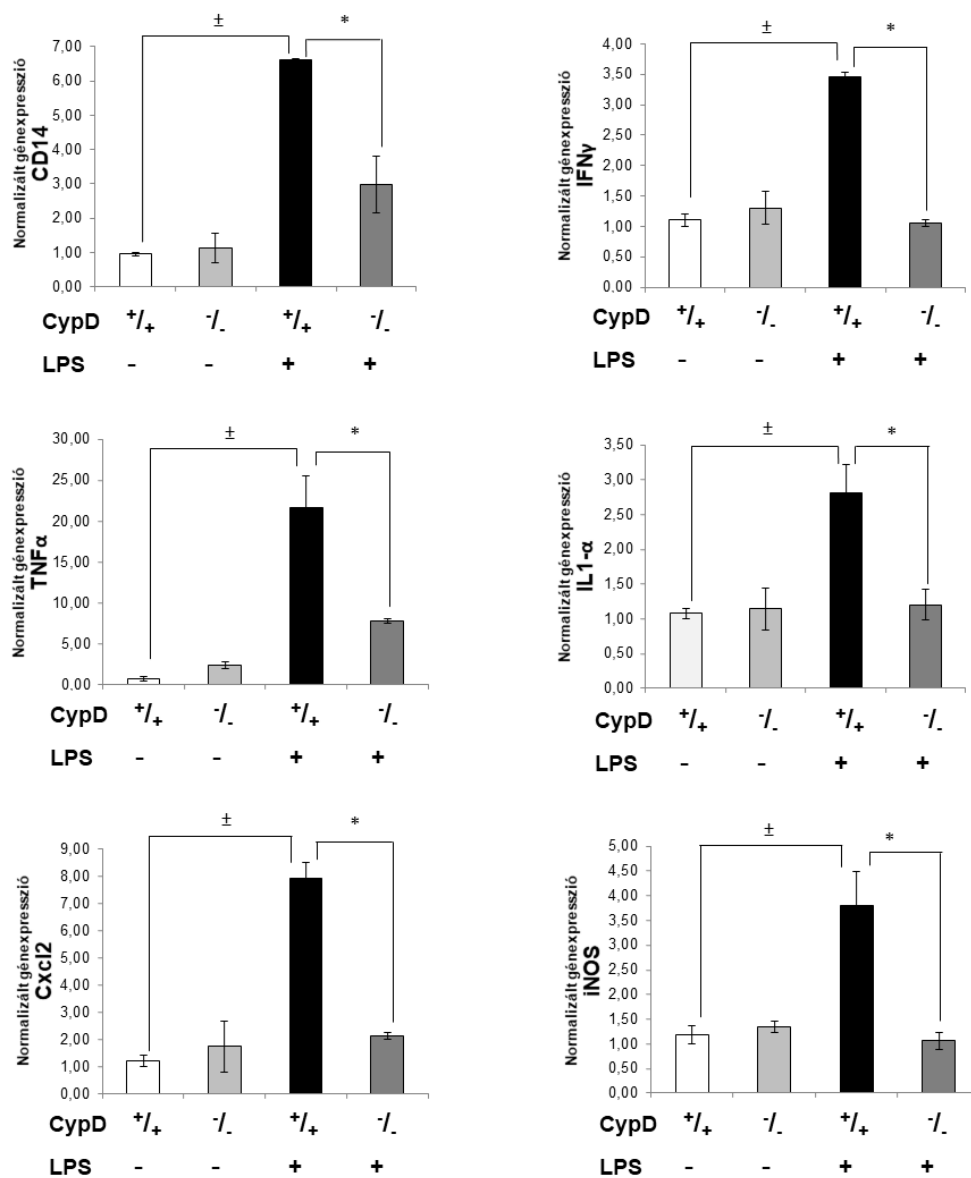 ± *
Normalizált génexpresszió
CD14
7,00
6,00
5,00
4,00
3,00
2,00
1,00
0,00
CypD +/+ -/- +/+ -/-
LPS - - + +
± *
Normalizált génexpresszió
IFNγ
4,00
3,50
3,00
2,50
2,00
1,50
1,00
0,50
0,00
CypD +/+ -/- +/+ -/-
LPS - - + +
± *
Normalizált génexpresszió
TNFα
30,00
25,00
20,00
15,00
10,00
5,00
0,00
CypD +/+ -/- +/+ -/-
LPS - - + +
± *
Normalizált génexpresszió
IL1-α
3,50
3,00
2,50
2,00
1,50
1,00
0,50
0,00
CypD +/+ -/- +/+ -/-
LPS - - + +
± *
Normalizált génexpresszió
Cxcl2
9,00
8,00
7,00
6,00
5,00
4,00
3,00
2,00
1,00
0,00
CypD +/+ -/- +/+ -/-
LPS - - + +
± *
Normalizált génexpresszió
iNOS
5,00
4,50
4,00
3,50
3,00
2,50
2,00
1,50
1,00
0,50
0,00
CypD +/+ -/- +/+ -/-
LPS - - + +